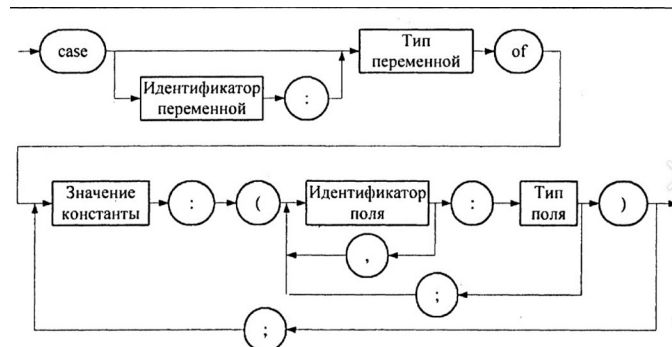 case
Тип
переменной
of
Идентификатор
переменной
:
Значение
константы
:
(
Идентификатор
поля
:
Тип
поля
)
,
;
;